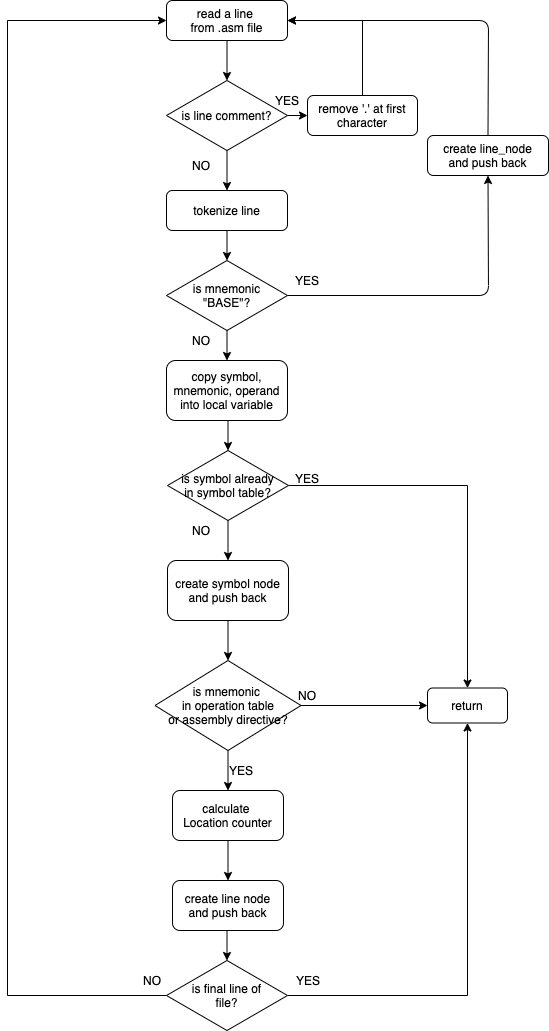 read a line
from .asm file
is line comment?
YES
remove '.' at first
character
create line_node
and push back
NO
tokenize line
is mnemonic
"BASE"?
YES
NO
copy symbol,
mnemonic, operand
into local variable
is symbol already
in symbol table?
YES
NO
create symbol node
and push back
is mnemonic
in operation table
or assembly directive?
NO
return
YES
calculate
Location counter
create line node
and push back
is final line of
file?
NO
YES